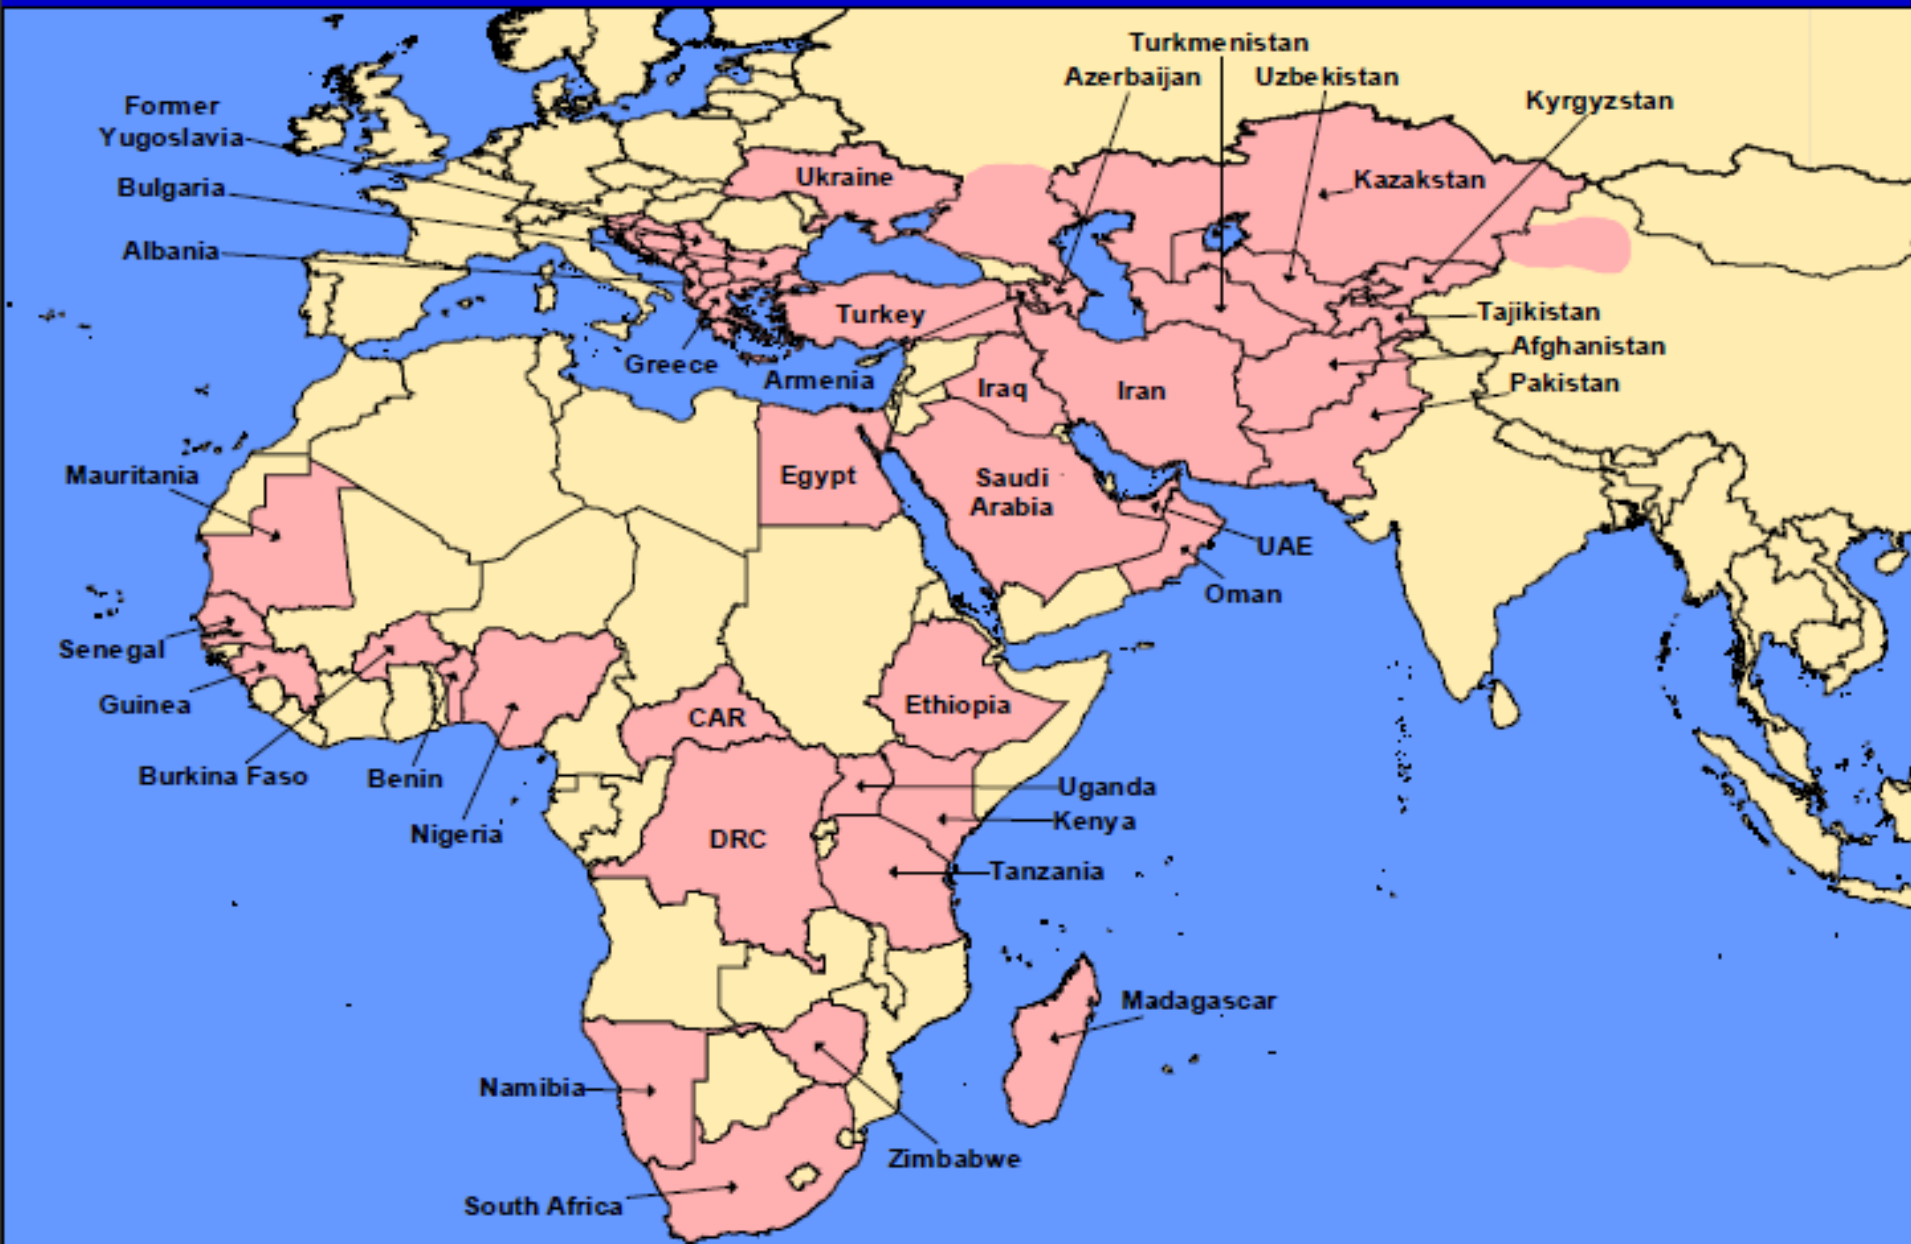 Turkmenistan
Azerbaijan
Uzbekistan
Kyrgyzstan
Former
Yugoslavia
Ukraine
Kazakstan
Bulgaria
Albania
Turkey
Tajikistan
Afghanistan
Greece
Armenia
Iraq
Iran
Pakistan
Mauritania
Egypt
Saudi
Arabia
UAE
Oman
Senegal
Guinea
CAR
Ethiopia
Burkina Faso
Benin
Uganda
Kenya
Nigeria
DRC
Tanzania
Madagascar
Namibia
Zimbabwe
South Africa